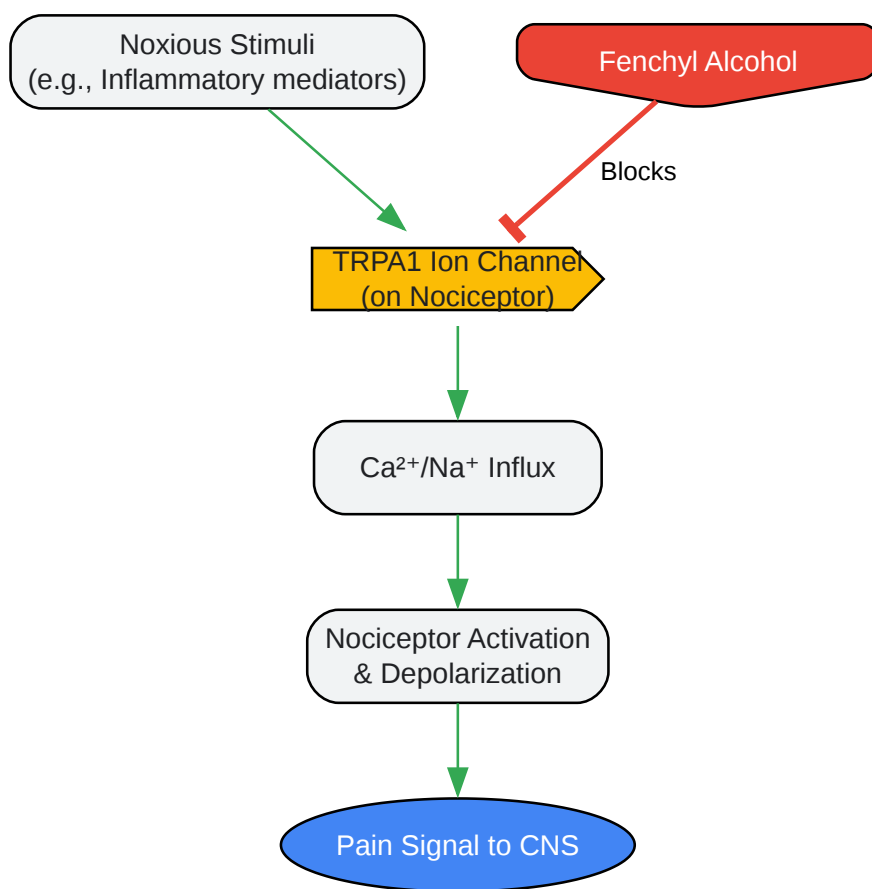 Noxious Stimuli
(e.g., Inflammatory mediators)
Fenchyl Alcohol
Blocks
TRPA1 Ion Channel
(on Nociceptor)
Ca²⁺/Na⁺ Influx
Nociceptor Activation
& Depolarization
Pain Signal to CNS